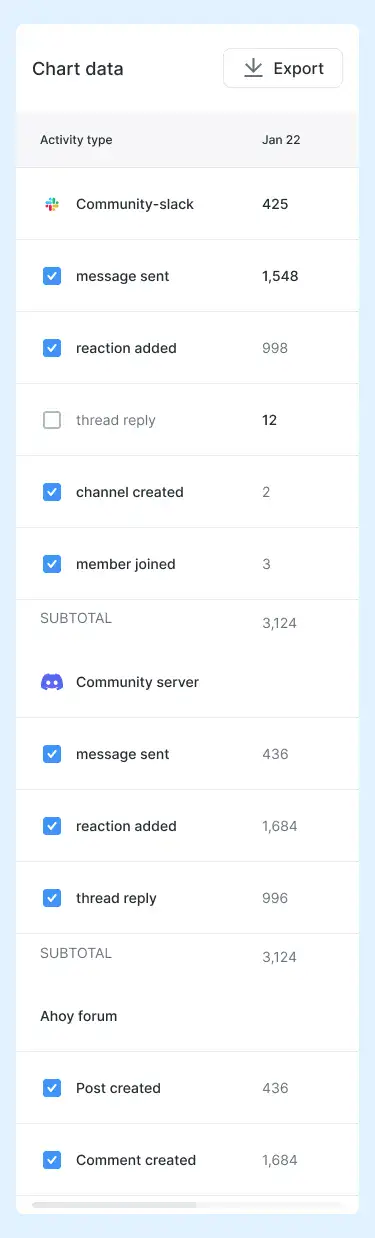 Chart data
Export
Activity type Jan 22
Community-slack 425
message sent 1,548
reaction added 998
thread reply 12
channel created 2
member joined 3
SUBTOTAL 3,124
Community server
message sent 436
reaction added 1,684
thread reply 996
SUBTOTAL 3,124
Ahoy forum
Post created 436
Comment created 1,684